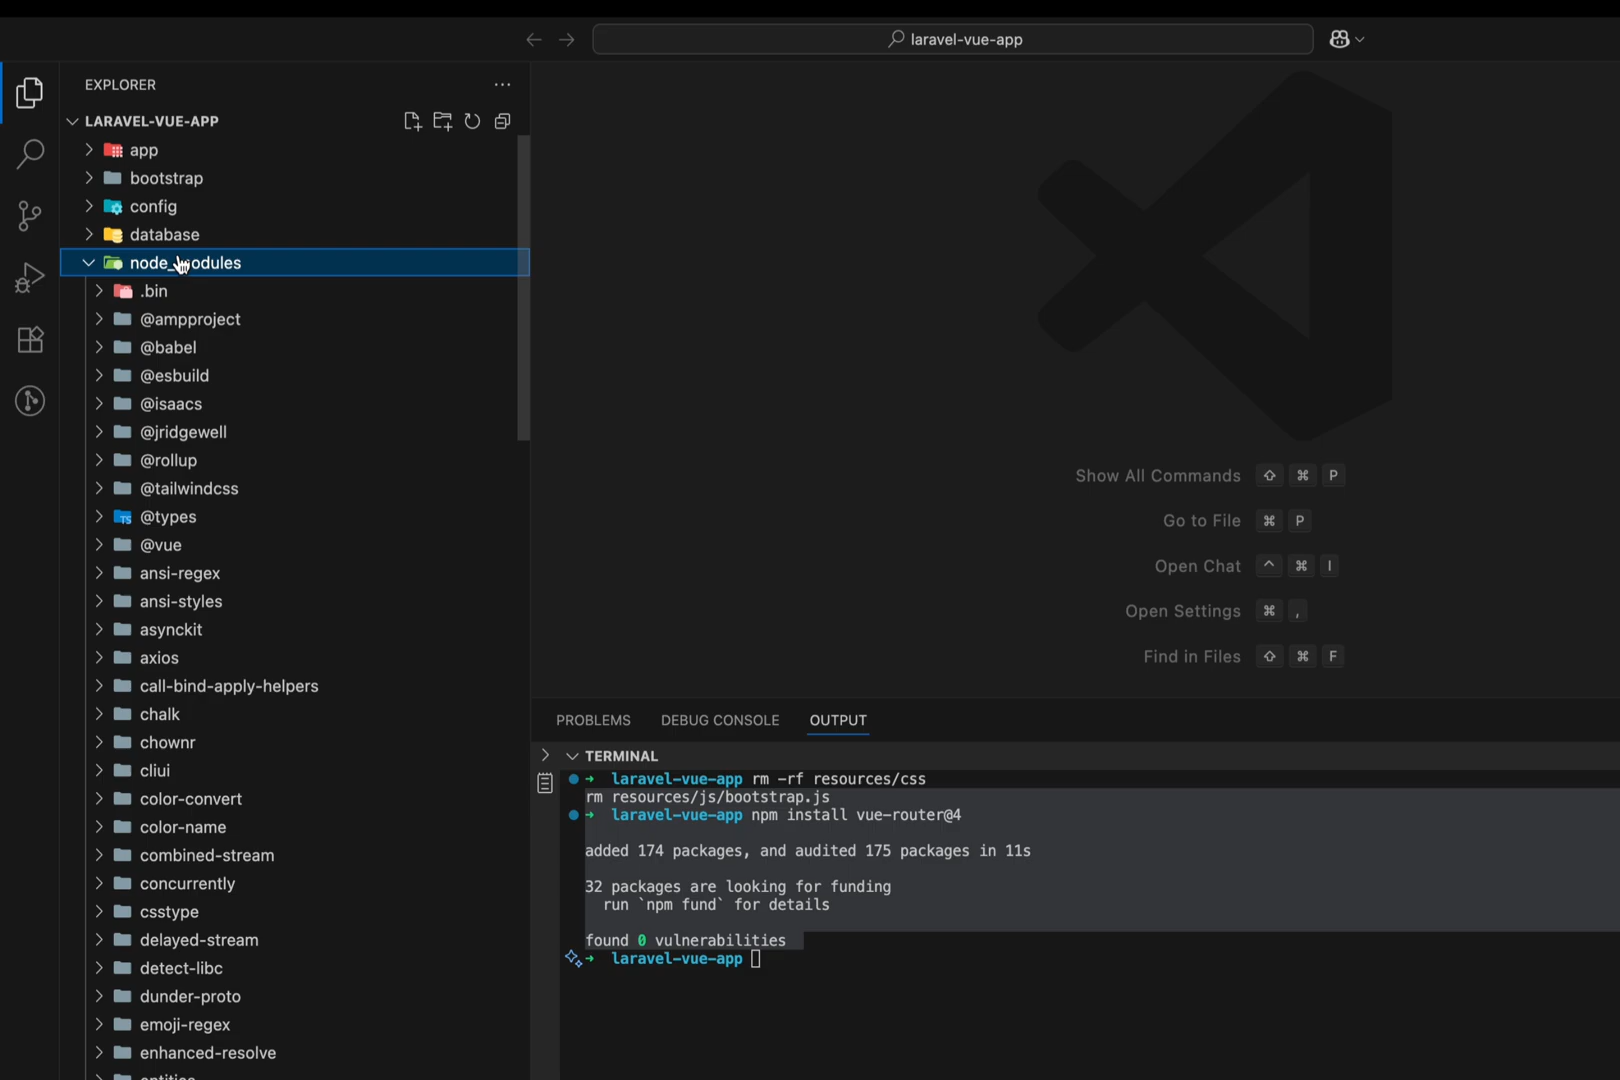 laravel-vue-app
EXPLORER
LARAVEL-VUE-APP
app
bootstrap
config
database
node_modules
.bin
@ampproject
@babel
@esbuild
@isaacs
@jridgewell
@rollup
@tailwindcss
TS @types
@vue
ansi-regex
ansi-styles
asynckit
axios
call-bind-apply-helpers
chalk
chownr
cliui
color-convert
color-name
combined-stream
concurrently
csstype
delayed-stream
detect-libc
dunder-proto
emoji-regex
enhanced-resolve
Show All Commands ⇧ ⌘ P
Go to File ⌘ P
Open Chat ^ ⌘ I
Open Settings ⌘ ,
Find in Files ⇧ ⌘ F
PROBLEMS DEBUG CONSOLE OUTPUT
TERMINAL
➜ laravel-vue-app rm -rf resources/css
rm resources/js/bootstrap.js
➜ laravel-vue-app npm install vue-router@4
added 174 packages, and audited 175 packages in 11s
32 packages are looking for funding
run `npm fund` for details
found 0 vulnerabilities
➜ laravel-vue-app